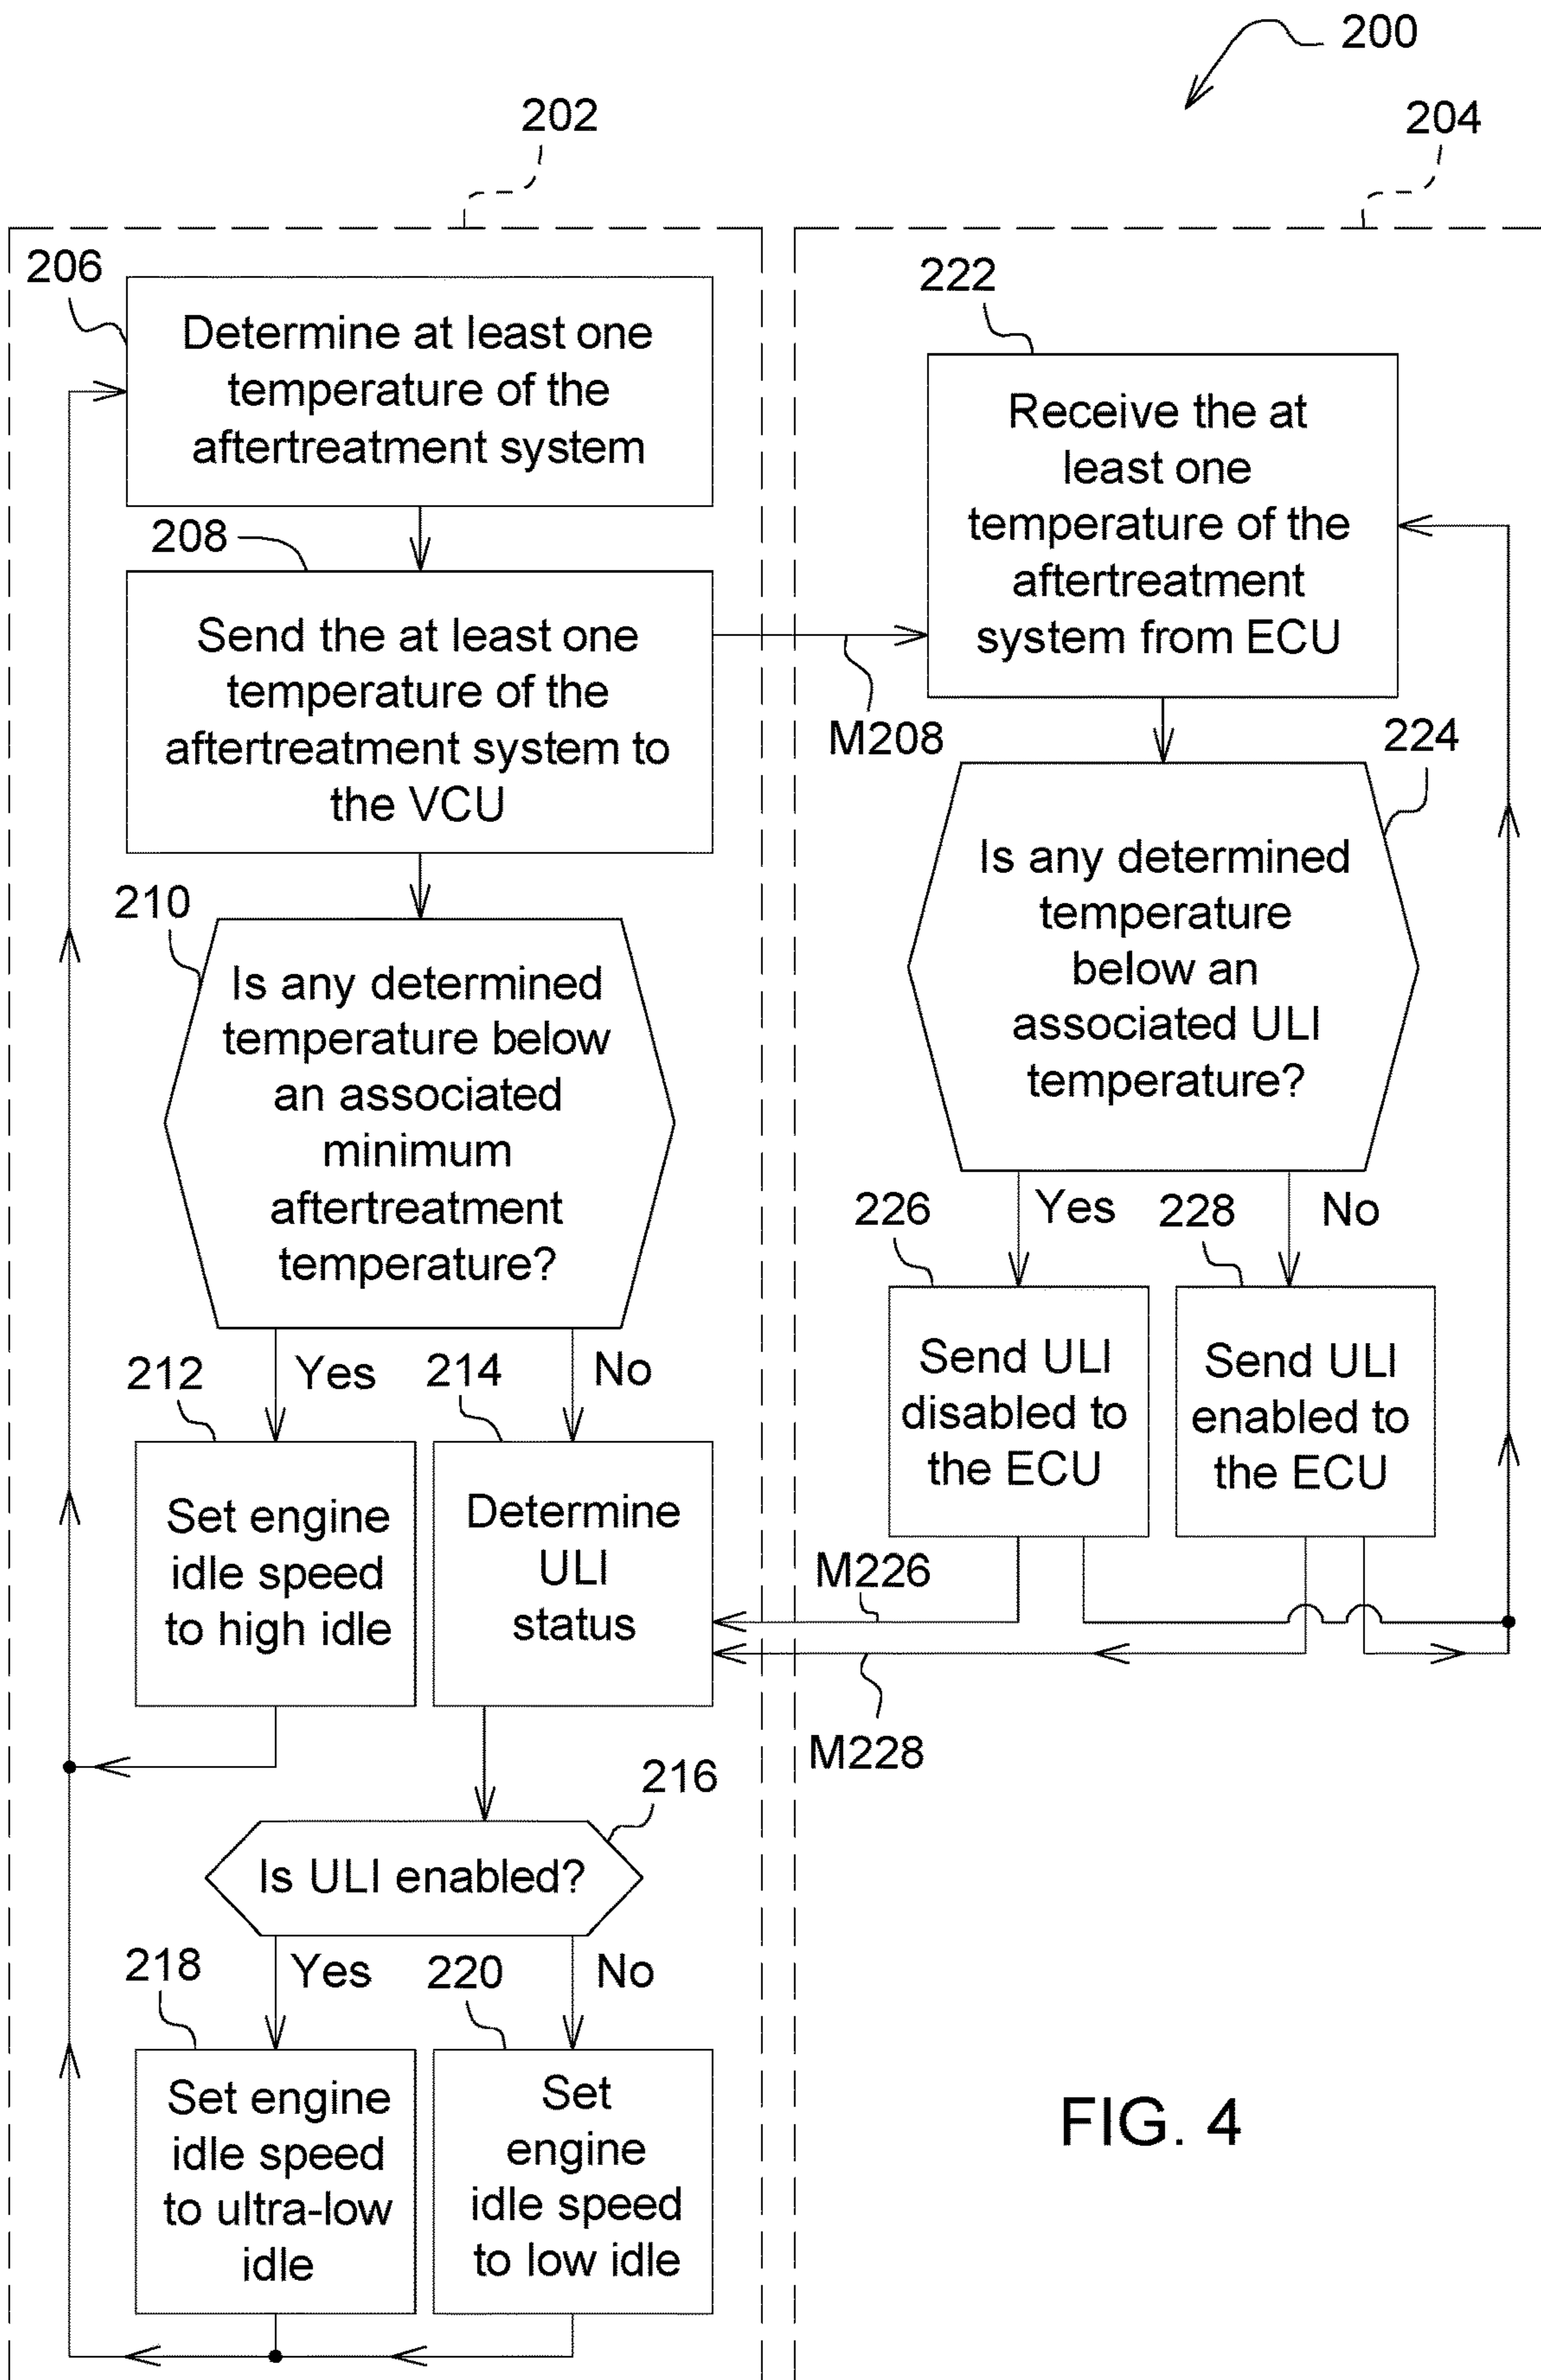 200
202
204
206
Determine at least one
temperature of the
aftertreatment system
208
Send the at least one
temperature of the
aftertreatment system to
the VCU
M208
210
Is any determined
temperature below
an associated
minimum
aftertreatment
temperature?
Yes
No
212
214
Set engine
idle speed
to high idle
Determine
ULI
status
216
Is ULI enabled?
Yes
No
218
220
Set engine
idle speed
to ultra-low
idle
Set
engine
idle speed
to low idle
222
Receive the at
least one
temperature of the
aftertreatment
system from ECU
224
Is any determined
temperature
below an
associated ULI
temperature?
226
Yes
228
No
Send ULI
disabled to
the ECU
Send ULI
enabled to
the ECU
M226
M228
FIG. 4